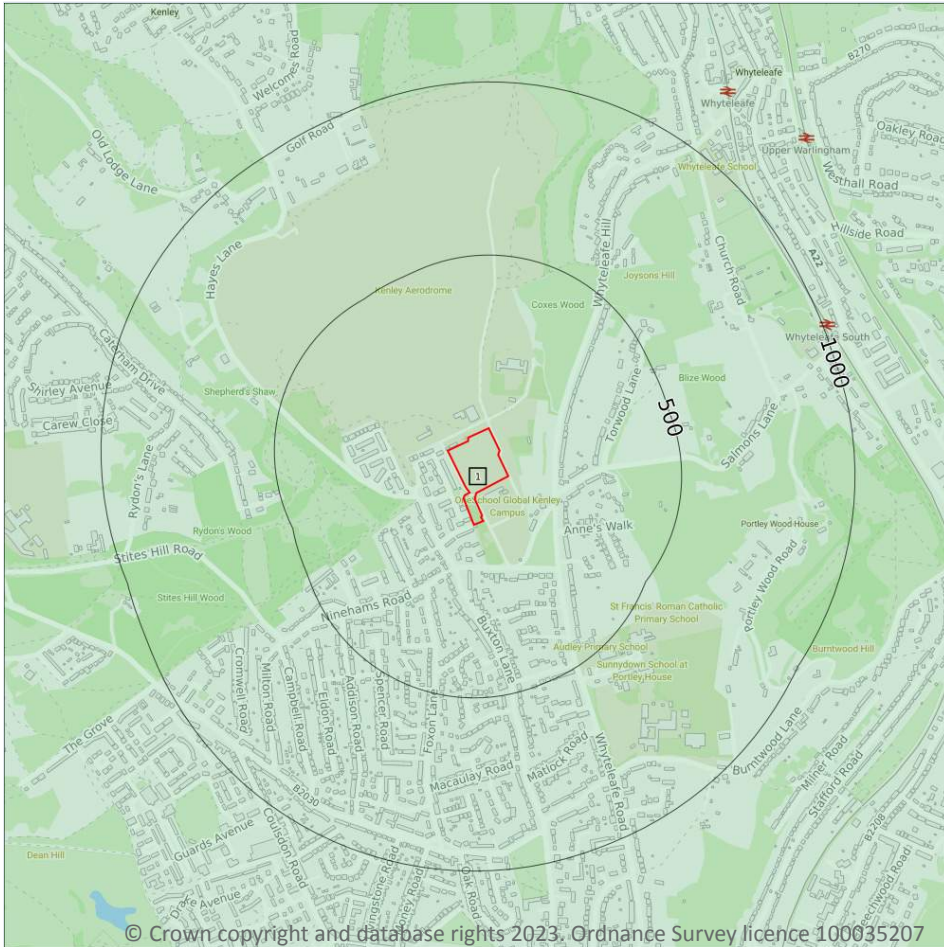 Kenley
Welcomes Road
Golf Road
Old Lodge Lane
Hayes Lane
B270
Whyteleafe
Whyteleafe
Oakley Road
Upper Warlingham
Westhall Road
Whyteleafe School
Hillside Road
A22
Church Road
Whyteleafe Hill
Joysons Hill
Kenley Aerodrome
Coxes Wood
Whyteleafe South
1000
Caterham Drive
Shirley Avenue
Carew Close
Shepherd's Shaw
Blize Wood
Torwood Lane
500
Salmons Lane
Rydon's Lane
1
OneSchool Global Kenley
Campus
Anne's Walk
Portley Wood House
Rydon's Wood
Stites Hill Road
Portley Wood Road
Stites Hill Wood
Ninehams Road
St Francis' Roman Catholic
Primary School
Buxton Lane
Audley Primary School
Sunnydown School at
Portley House
Burntwood Hill
Cromwell Road
Milton Road
Campbell Road
Eldon Road
Addison Road
Spencer Road
Foxon Lane
The Grove
Macaulay Road
Matlock Road
Whyteleafe Road
Burntwood Lane
Milner Road
Stafford Road
B2030
B2208
Coulsdon Road
Guards Avenue
Dean Hill
Drake Avenue
Oak Road
Beechwood Road
© Crown copyright and database rights 2023. Ordnance Survey licence 100035207